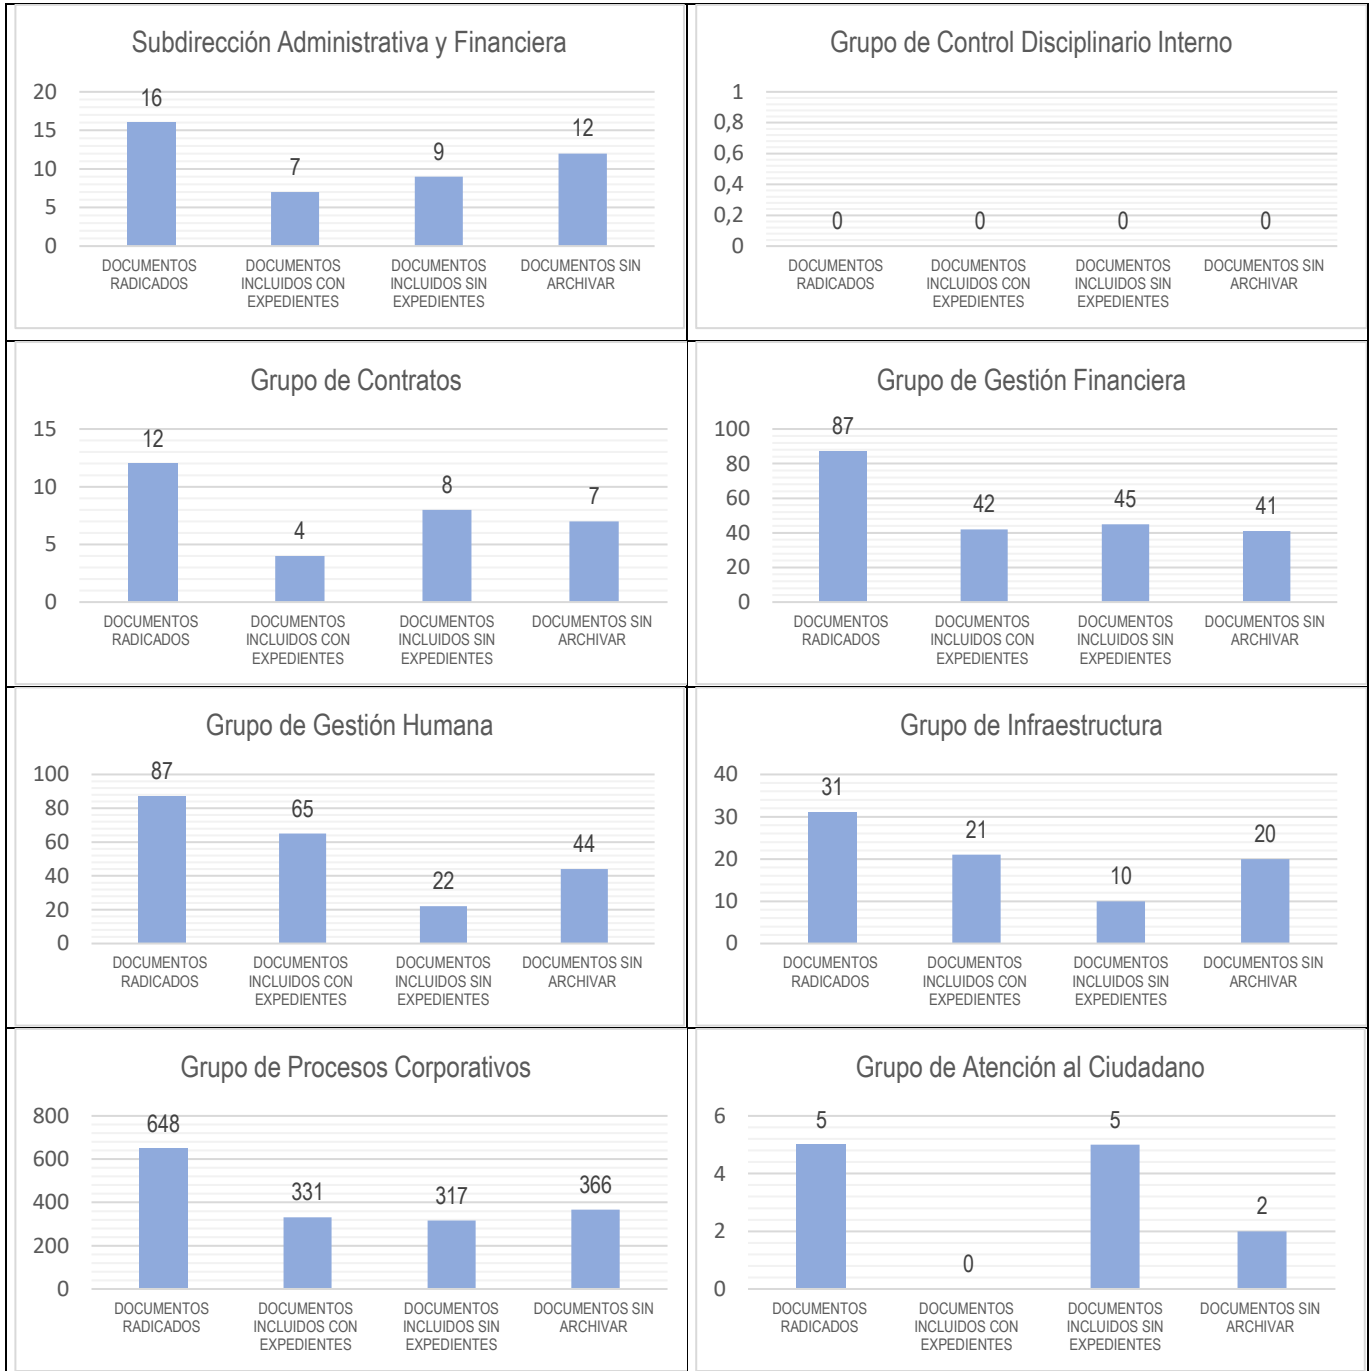 Subdirección Administrativa y Financiera
20
15
10
5
0
16
7
9
12
DOCUMENTOS
RADICADOS
DOCUMENTOS
INCLUIDOS CON
EXPEDIENTES
DOCUMENTOS
INCLUIDOS SIN
EXPEDIENTES
DOCUMENTOS SIN
ARCHIVAR
Grupo de Control Disciplinario Interno
1
0,8
0,6
0,4
0,2
0
0
0
0
0
DOCUMENTOS
RADICADOS
DOCUMENTOS
INCLUIDOS CON
EXPEDIENTES
DOCUMENTOS
INCLUIDOS SIN
EXPEDIENTES
DOCUMENTOS SIN
ARCHIVAR
Grupo de Contratos
15
10
5
0
12
4
8
7
DOCUMENTOS
RADICADOS
DOCUMENTOS
INCLUIDOS CON
EXPEDIENTES
DOCUMENTOS
INCLUIDOS SIN
EXPEDIENTES
DOCUMENTOS SIN
ARCHIVAR
Grupo de Gestión Financiera
100
80
60
40
20
0
87
42
45
41
DOCUMENTOS
RADICADOS
DOCUMENTOS
INCLUIDOS CON
EXPEDIENTES
DOCUMENTOS
INCLUIDOS SIN
EXPEDIENTES
DOCUMENTOS SIN
ARCHIVAR
Grupo de Gestión Humana
100
80
60
40
20
0
87
65
22
44
DOCUMENTOS
RADICADOS
DOCUMENTOS
INCLUIDOS CON
EXPEDIENTES
DOCUMENTOS
INCLUIDOS SIN
EXPEDIENTES
DOCUMENTOS SIN
ARCHIVAR
Grupo de Infraestructura
40
30
20
10
0
31
21
10
20
DOCUMENTOS
RADICADOS
DOCUMENTOS
INCLUIDOS CON
EXPEDIENTES
DOCUMENTOS
INCLUIDOS SIN
EXPEDIENTES
DOCUMENTOS SIN
ARCHIVAR
Grupo de Procesos Corporativos
800
600
400
200
0
648
331
317
366
DOCUMENTOS
RADICADOS
DOCUMENTOS
INCLUIDOS CON
EXPEDIENTES
DOCUMENTOS
INCLUIDOS SIN
EXPEDIENTES
DOCUMENTOS SIN
ARCHIVAR
Grupo de Atención al Ciudadano
6
4
2
0
5
0
5
2
DOCUMENTOS
RADICADOS
DOCUMENTOS
INCLUIDOS CON
EXPEDIENTES
DOCUMENTOS
INCLUIDOS SIN
EXPEDIENTES
DOCUMENTOS SIN
ARCHIVAR